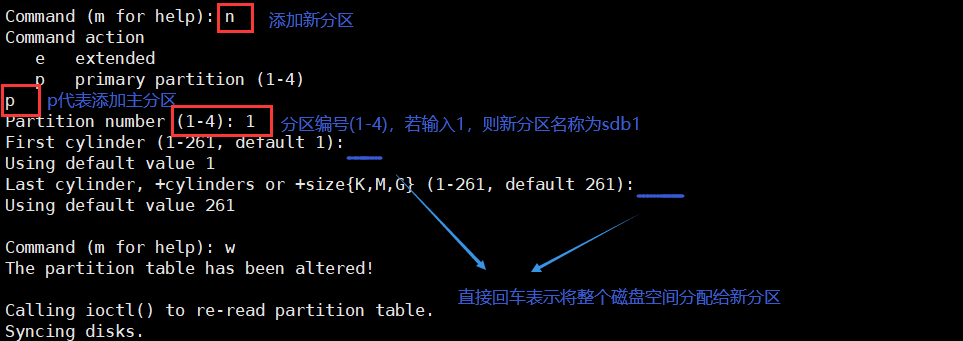 Command (m for help): n 添加新分区
Command action
e extended
p primary partition (1-4)
p p代表添加主分区
Partition number (1-4): 1 分区编号(1-4)，若输入1，则新分区名称为sdb1
First cylinder (1-261, default 1):
Using default value 1
Last cylinder, +cylinders or +size{K,M,G} (1-261, default 261):
Using default value 261
Command (m for help): w
The partition table has been altered!
直接回车表示将整个磁盘空间分配给新分区
Calling ioctl() to re-read partition table.
Syncing disks.